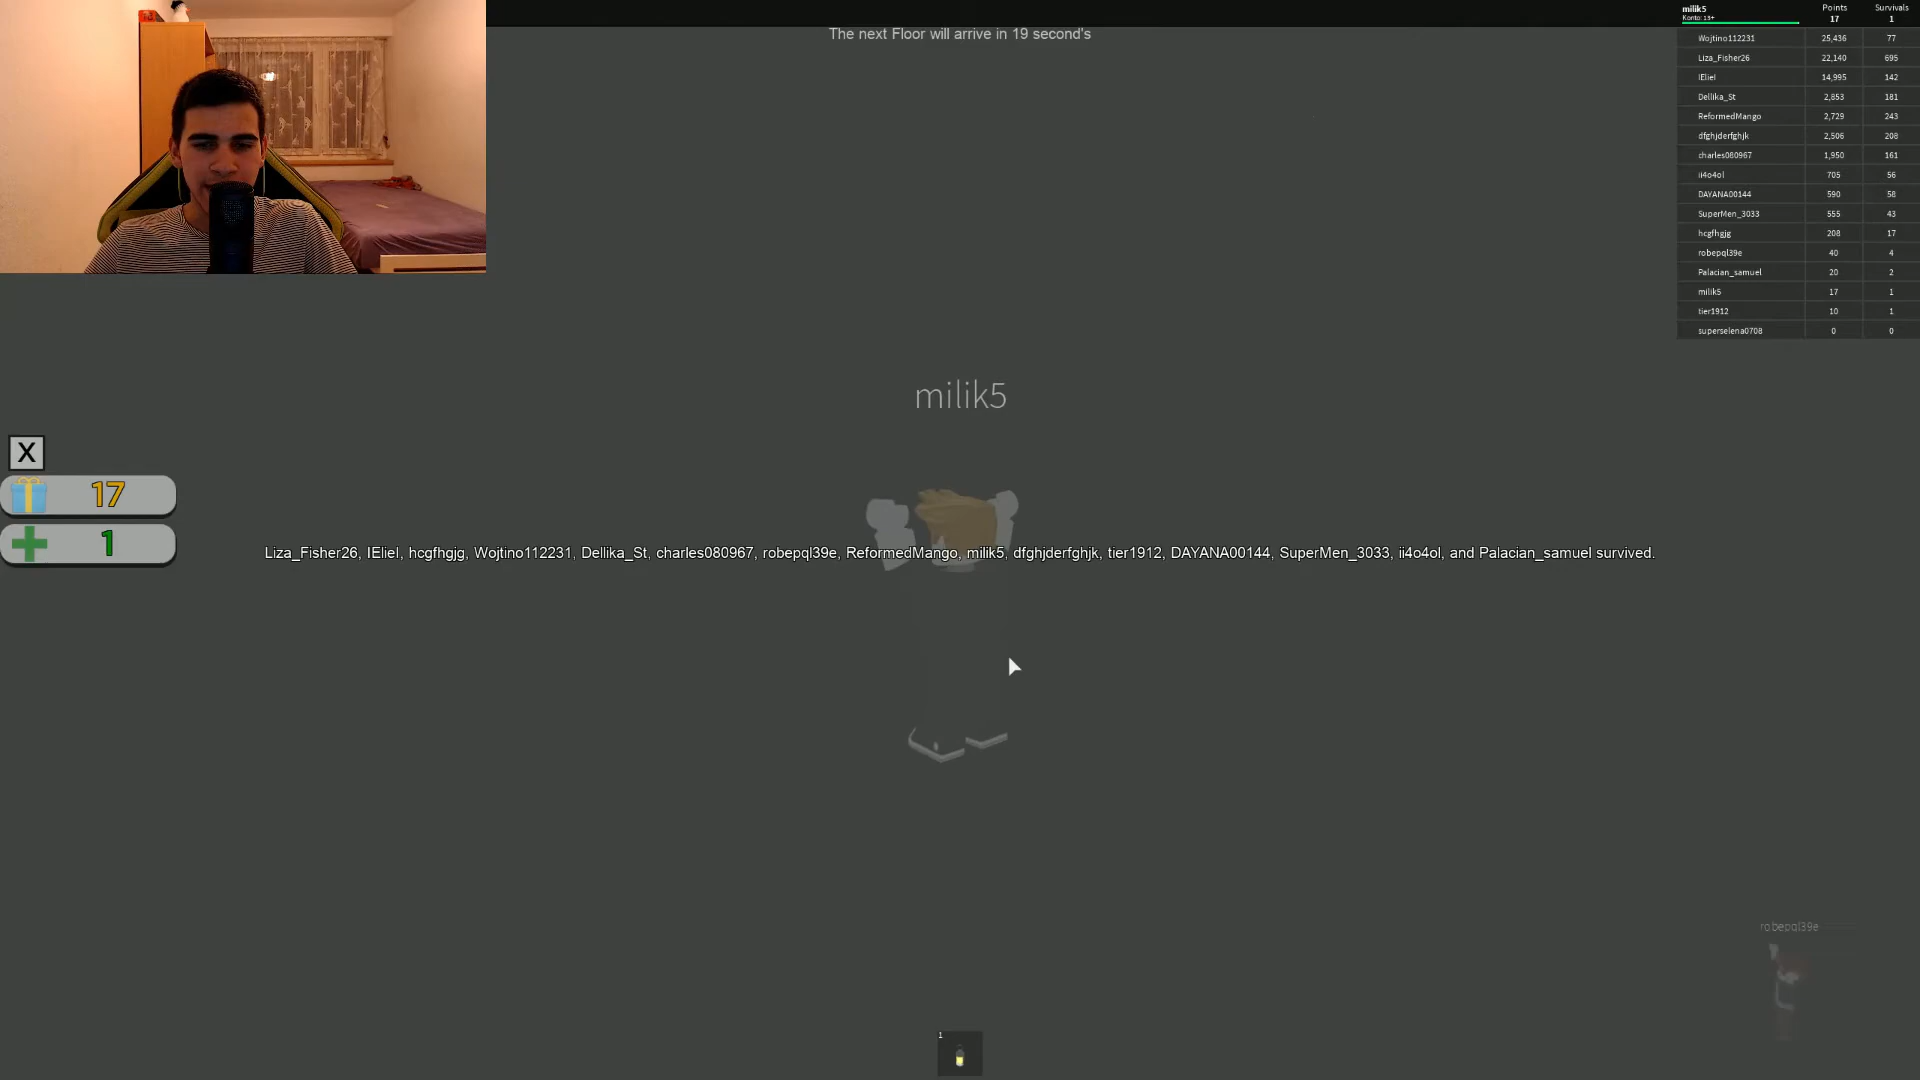 The next Floor will arrive in 19 second's
milik5
Konto: 13+
Points
17
Survivals
1
Wojtino112231 25,436 77
Liza_Fisher26 22,140 695
IElieI 14,995 142
Dellika_St 2,853 181
ReformedMango 2,729 243
dfghjderfghjk 2,506 208
charles080967 1,950 161
ii4o4ol 705 56
DAYANA00144 590 58
SuperMen_3033 555 43
hcgfhgjg 208 17
robepql39e 40 4
Palacian_samuel 20 2
milik5 17 1
tier1912 10 1
superselena0708 0 0
milik5
X
17
1
Liza_Fisher26, IElieI, hcgfhgjg, Wojtino112231, Dellika_St, charles080967, robepql39e, ReformedMango, milik5, dfghjderfghjk, tier1912, DAYANA00144, SuperMen_3033, ii4o4ol, and Palacian_samuel survived.
robepql39e
1